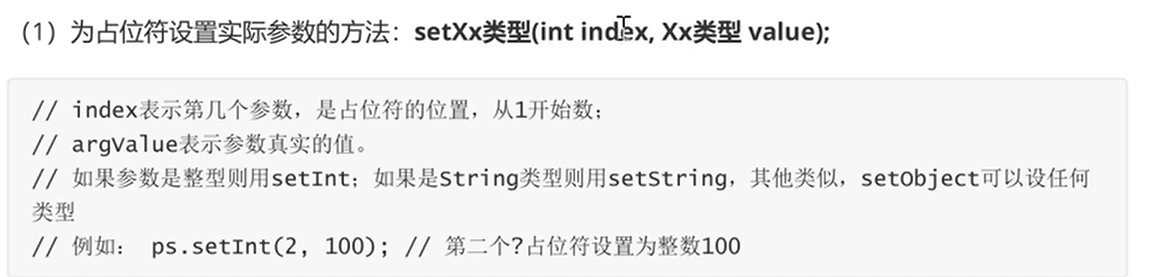 （1）为占位符设置实际参数的方法：setXx类型(int index, Xx类型 value);
// index表示第几个参数，是占位符的位置，从1开始数；
// argValue表示参数真实的值。
// 如果参数是整型则用setInt；如果是String类型则用setString，其他类似，setObject可以设任何
类型
// 例如： ps.setInt(2, 100); // 第二个?占位符设置为整数100